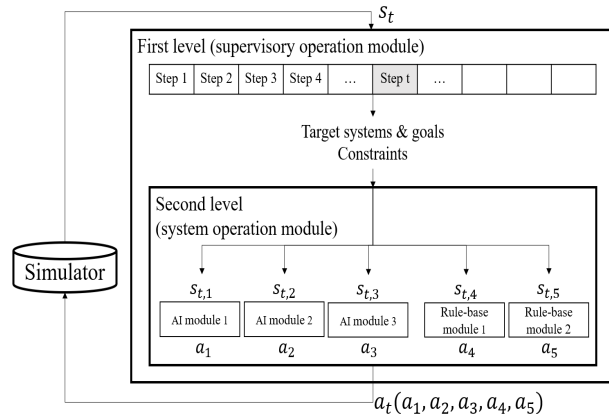 s_t
First level (supervisory operation module)
Step 1 Step 2 Step 3 Step 4 ... Step t ...
Target systems & goals
Constraints
Second level
(system operation module)
Simulator
s_{t,1} s_{t,2} s_{t,3} s_{t,4} s_{t,5}
AI module 1 AI module 2 AI module 3 Rule-base module 1 Rule-base module 2
a_1 a_2 a_3 a_4 a_5
a_t(a_1, a_2, a_3, a_4, a_5)